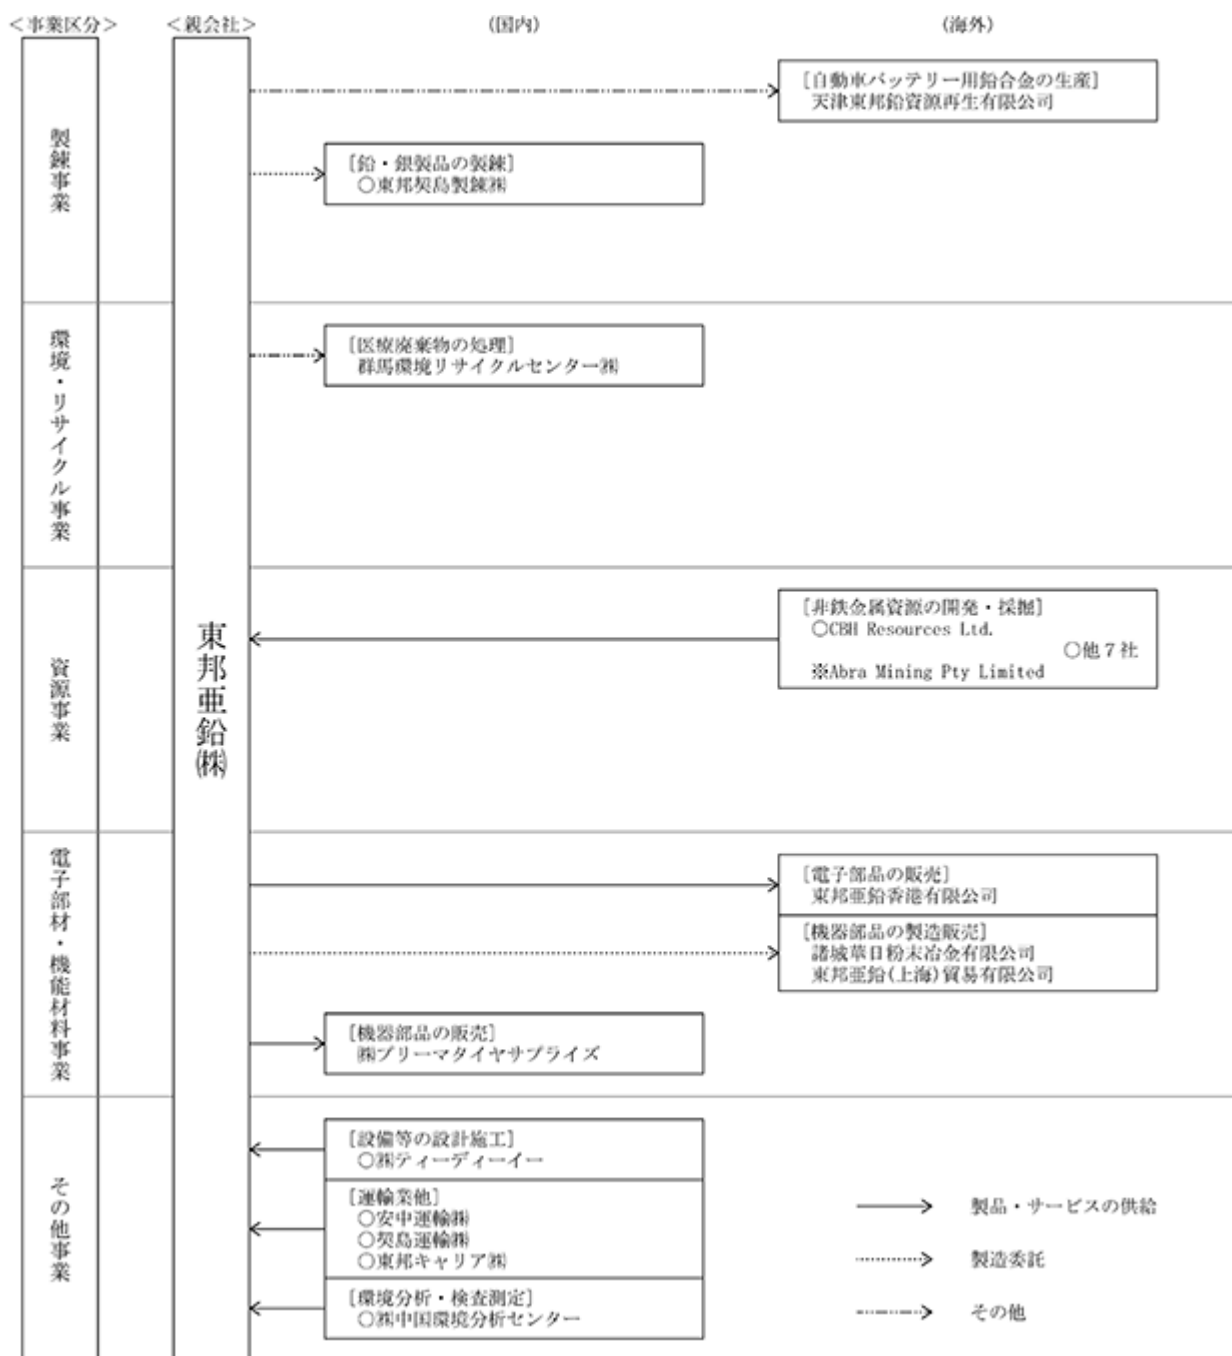 ＜事業区分＞
＜親会社＞
(国内)
(海外)
製錬事業
[自動車バッテリー用鉛合金の生産]
天津東邦鉛資源再生有限公司
[鉛・銀製品の製錬]
○東邦契島製錬㈱
環境・リサイクル事業
[医療廃棄物の処理]
群馬環境リサイクルセンター㈱
資源事業
東邦亜鉛㈱
[非鉄金属資源の開発・採掘]
○CBH Resources Ltd.
○他７社
※Abra Mining Pty Limited
電子部材・機能材料事業
[電子部品の販売]
東邦亜鉛香港有限公司
[機器部品の製造販売]
諸城華日粉末冶金有限公司
東邦亜鉛(上海)貿易有限公司
[機器部品の販売]
㈱プリーマタイヤサプライズ
その他事業
[設備等の設計施工]
○㈱ティーディーイー
[運輸業他]
○安中運輸㈱
○契島運輸㈱
○東邦キャリア㈱
[環境分析・検査測定]
○㈱中国環境分析センター
製品・サービスの供給
製造委託
その他